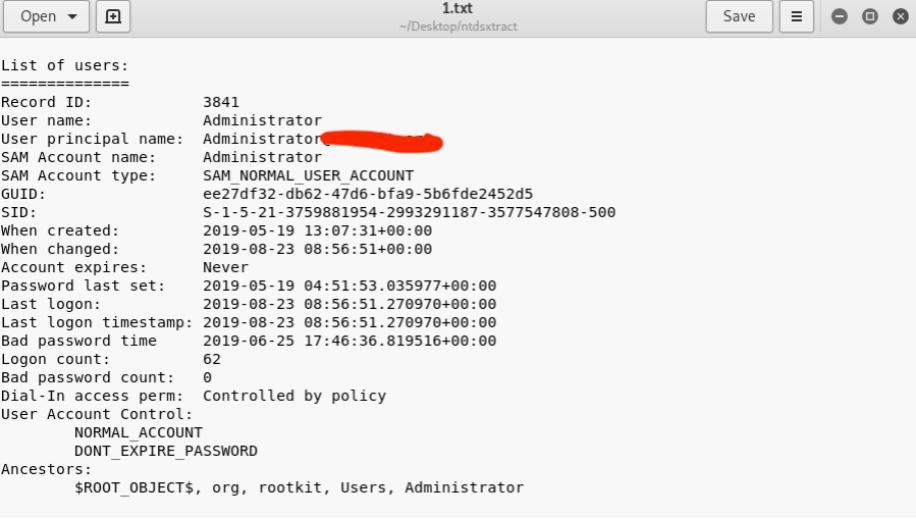 Open
1.txt
~/Desktop/ntdsxtract
Save
List of users:
==============
Record ID: 3841
User name: Administrator
User principal name: Administrator
SAM Account name: Administrator
SAM Account type: SAM_NORMAL_USER_ACCOUNT
GUID: ee27df32-db62-47d6-bfa9-5b6fde2452d5
SID: S-1-5-21-3759881954-2993291187-3577547808-500
When created: 2019-05-19 13:07:31+00:00
When changed: 2019-08-23 08:56:51+00:00
Account expires: Never
Password last set: 2019-05-19 04:51:53.035977+00:00
Last logon: 2019-08-23 08:56:51.270970+00:00
Last logon timestamp: 2019-08-23 08:56:51.270970+00:00
Bad password time 2019-06-25 17:46:36.819516+00:00
Logon count: 62
Bad password count: 0
Dial-In access perm: Controlled by policy
User Account Control:
NORMAL_ACCOUNT
DONT_EXPIRE_PASSWORD
Ancestors:
$ROOT_OBJECT$, org, rootkit, Users, Administrator